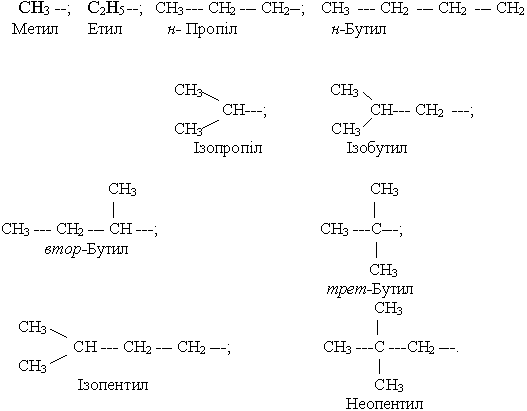 CH3 --; C2H5--; CH3--- CH2 --- CH2--; CH3 --- CH2 --- CH2 --- CH2
Метил Етил н- Пропіл н-Бутил
CH3 CH3
CH---; CH--- CH2 ---;
CH3 CH3
Ізопропіл Ізобутил
CH3 CH3
CH3 --- CH2 --- CH ---; CH3 ---C---;
втор-Бутил CH3
трет-Бутил
CH3 CH3
CH --- CH2 --- CH2 ---; CH3 ---C---CH2 ---.
CH3 CH3
Ізопентил Неопентил